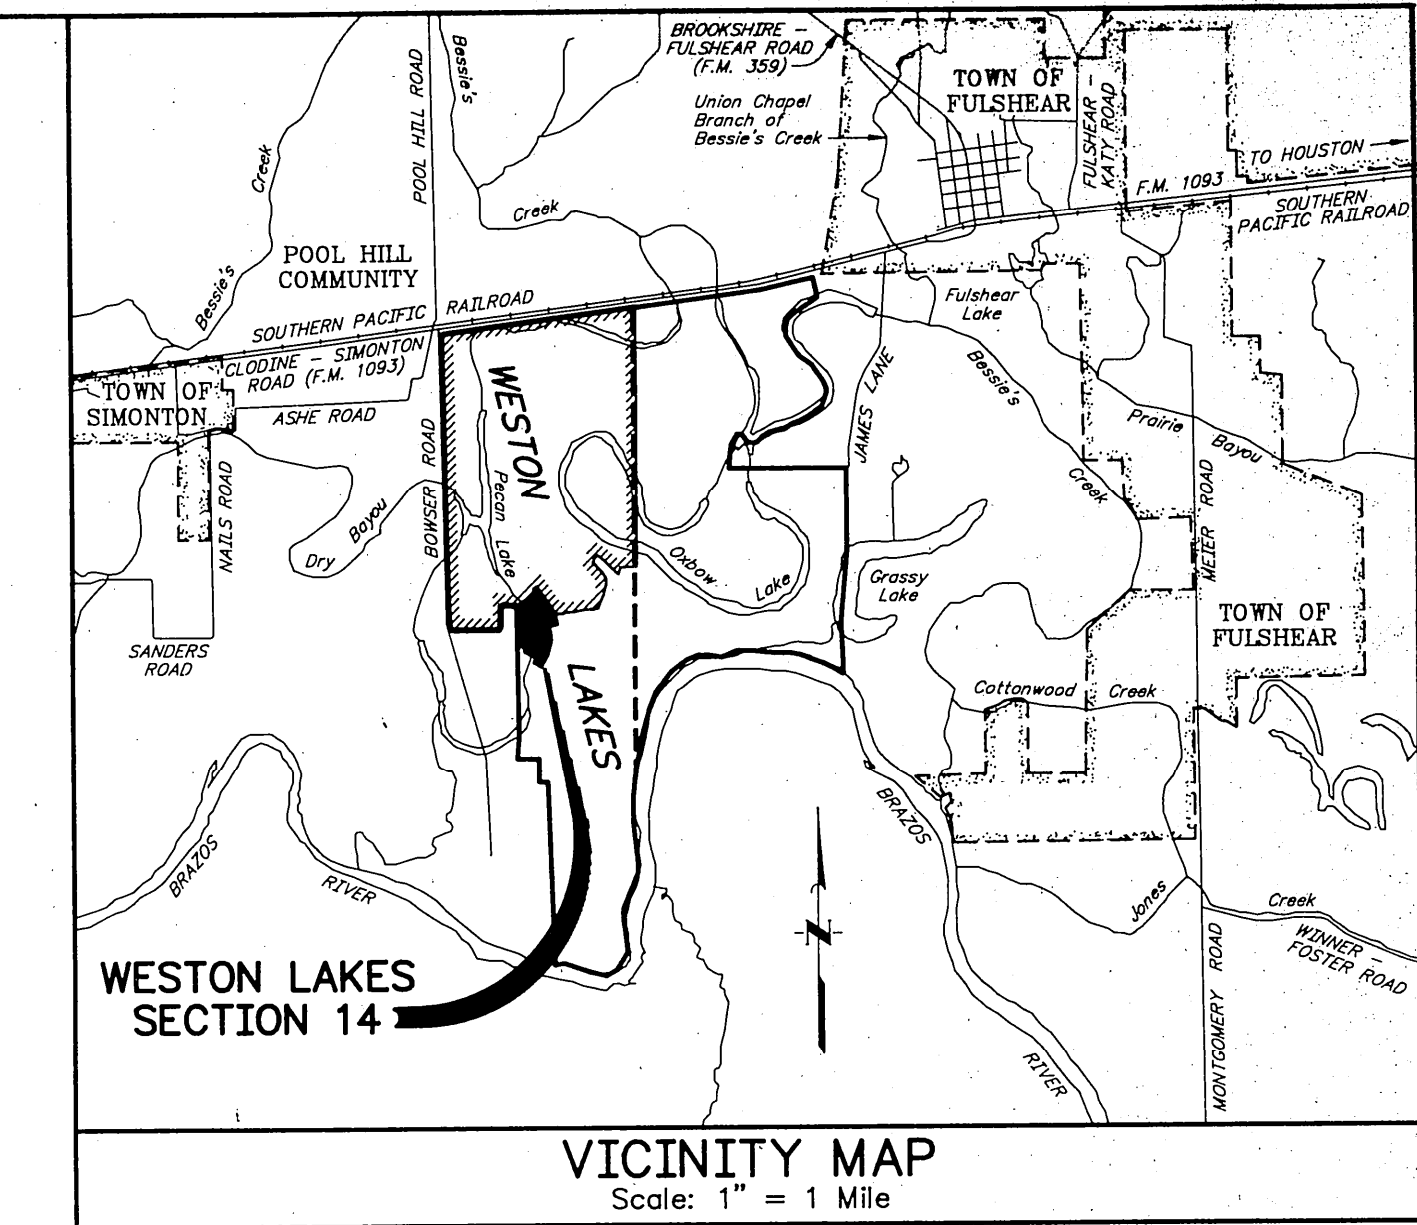 BROOKSHIRE –
FULSHEAR ROAD
(F.M. 359)
Union Chapel
Branch of
Bessie's Creek
TOWN OF
FULSHEAR
FULSHEAR –
KATY ROAD
TO HOUSTON
F.M. 1093
SOUTHERN
PACIFIC RAILROAD
POOL HILL ROAD
Bessie's
Creek
Creek
Bessie's
POOL HILL
COMMUNITY
SOUTHERN PACIFIC RAILROAD
CLODINE – SIMONTON
ROAD (F.M. 1093)
TOWN OF
SIMONTON
ASHE ROAD
NAILS ROAD
BOWSER ROAD
Dry Bayou
SANDERS
ROAD
WESTON
LAKES
Pecan Lake
Oxbow Lake
JAMES LANE
Fulshear
Lake
Bessie's Creek
Prairie Bayou
Grassy
Lake
MEIER ROAD
TOWN OF
FULSHEAR
Cottonwood Creek
BRAZOS RIVER
BRAZOS RIVER
Jones Creek
WINNER –
FOSTER ROAD
MONTGOMERY ROAD
N
WESTON LAKES
SECTION 14
VICINITY MAP
Scale: 1" = 1 Mile